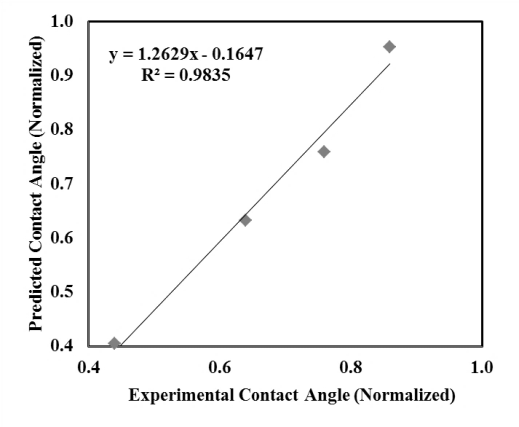 1.0
y = 1.2629x - 0.1647
R² = 0.9835
0.9
0.8
0.7
0.6
0.5
0.4
Predicted Contact Angle (Normalized)
0.4 0.6 0.8 1.0
Experimental Contact Angle (Normalized)